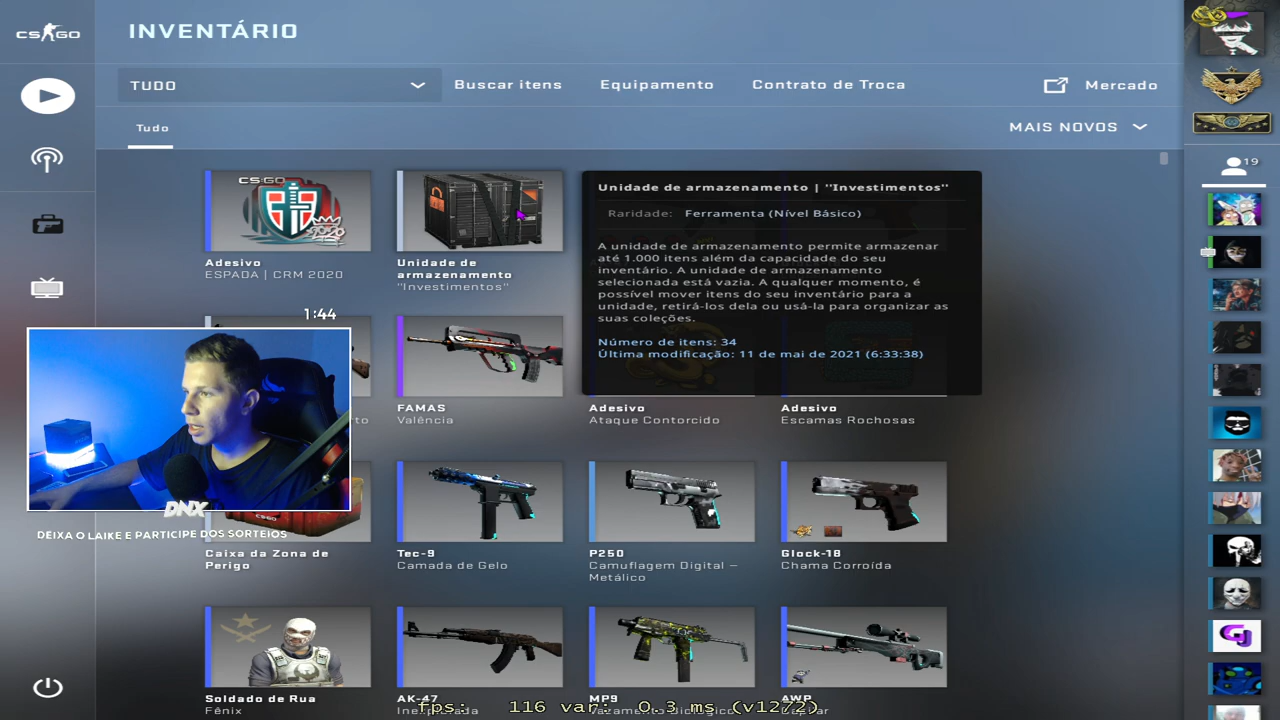 CS GO
INVENTÁRIO
TUDO
Buscar itens
Equipamento
Contrato de Troca
Mercado
Tudo
MAIS NOVOS
19
CS:GO
2020
Adesivo
ESPADA | CRM 2020
Unidade de
armazenamento
"Investimentos"
Unidade de armazenamento | "Investimentos"
Raridade: Ferramenta (Nível Básico)
A unidade de armazenamento permite armazenar
até 1.000 itens além da capacidade do seu
inventário. A unidade de armazenamento
selecionada está vazia. A qualquer momento, é
possível mover itens do seu inventário para a
unidade, retirá-los dela ou usá-la para organizar as
suas coleções.
Número de itens: 34
Última modificação: 11 de mai de 2021 (6:33:38)
1:44
FAMAS
Valência
Adesivo
Ataque Contorcido
Adesivo
Escamas Rochosas
DNX
DEIXA O LAIKE E PARTICIPE DOS SORTEIOS
CS:GO
Caixa da Zona de
Perigo
Tec-9
Camada de Gelo
P250
Camuflagem Digital –
Metálico
Glock-18
Chama Corroída
Soldado de Rua
Fênix
AK-47
MP9
AWP
fps: 116 var: 0.3 ms (v12/2)